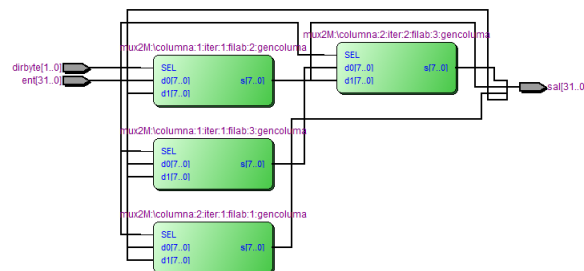 mux2M:\columna:1:iter:1:filab:2:gencoluma
SEL
d0[7..0]
s[7..0]
d1[7..0]
mux2M:\columna:2:iter:2:filab:3:gencoluma
SEL
d0[7..0]
s[7..0]
d1[7..0]
dirbyte[1..0]
ent[31..0]
sal[31..0
mux2M:\columna:1:iter:1:filab:3:gencoluma
SEL
d0[7..0]
s[7..0]
d1[7..0]
mux2M:\columna:2:iter:1:filab:1:gencoluma
SEL
d0[7..0]
s[7..0]
d1[7..0]